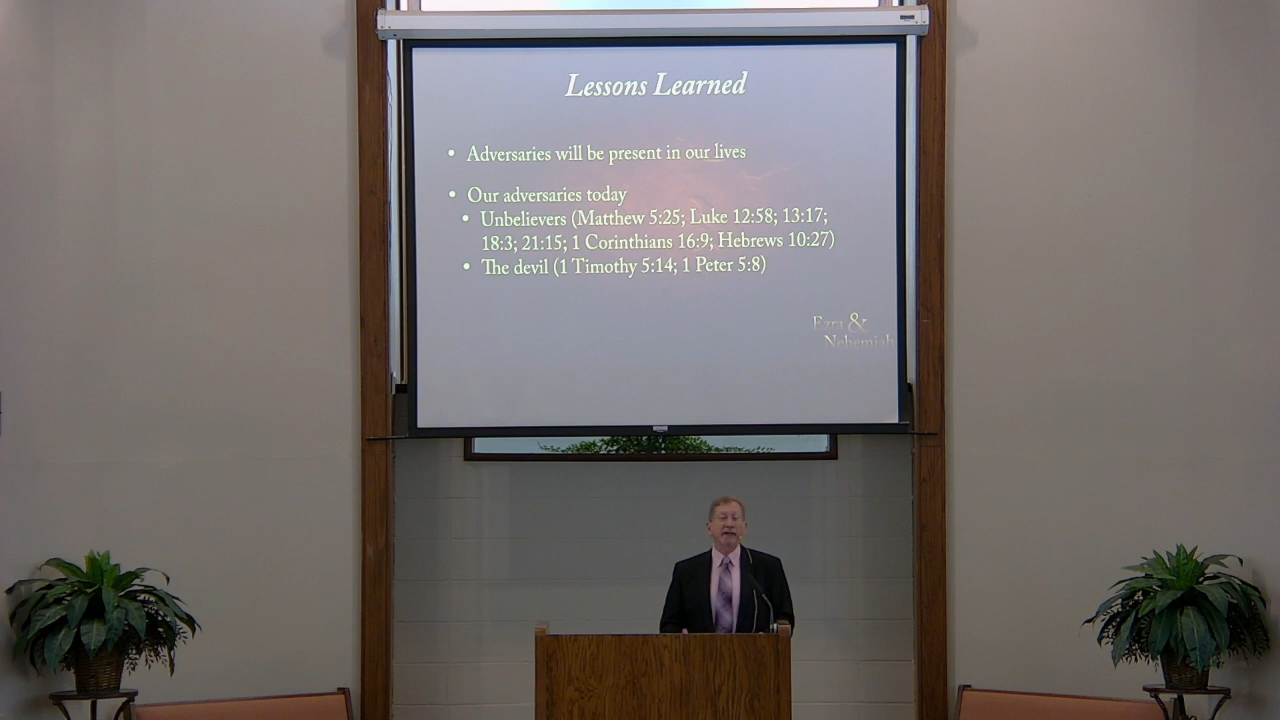 Lessons Learned
• Adversaries will be present in our lives
• Our adversaries today
• Unbelievers (Matthew 5:25; Luke 12:58; 13:17;
18:3; 21:15; 1 Corinthians 16:9; Hebrews 10:27)
• The devil (1 Timothy 5:14; 1 Peter 5:8)
Ezra &
Nehemiah